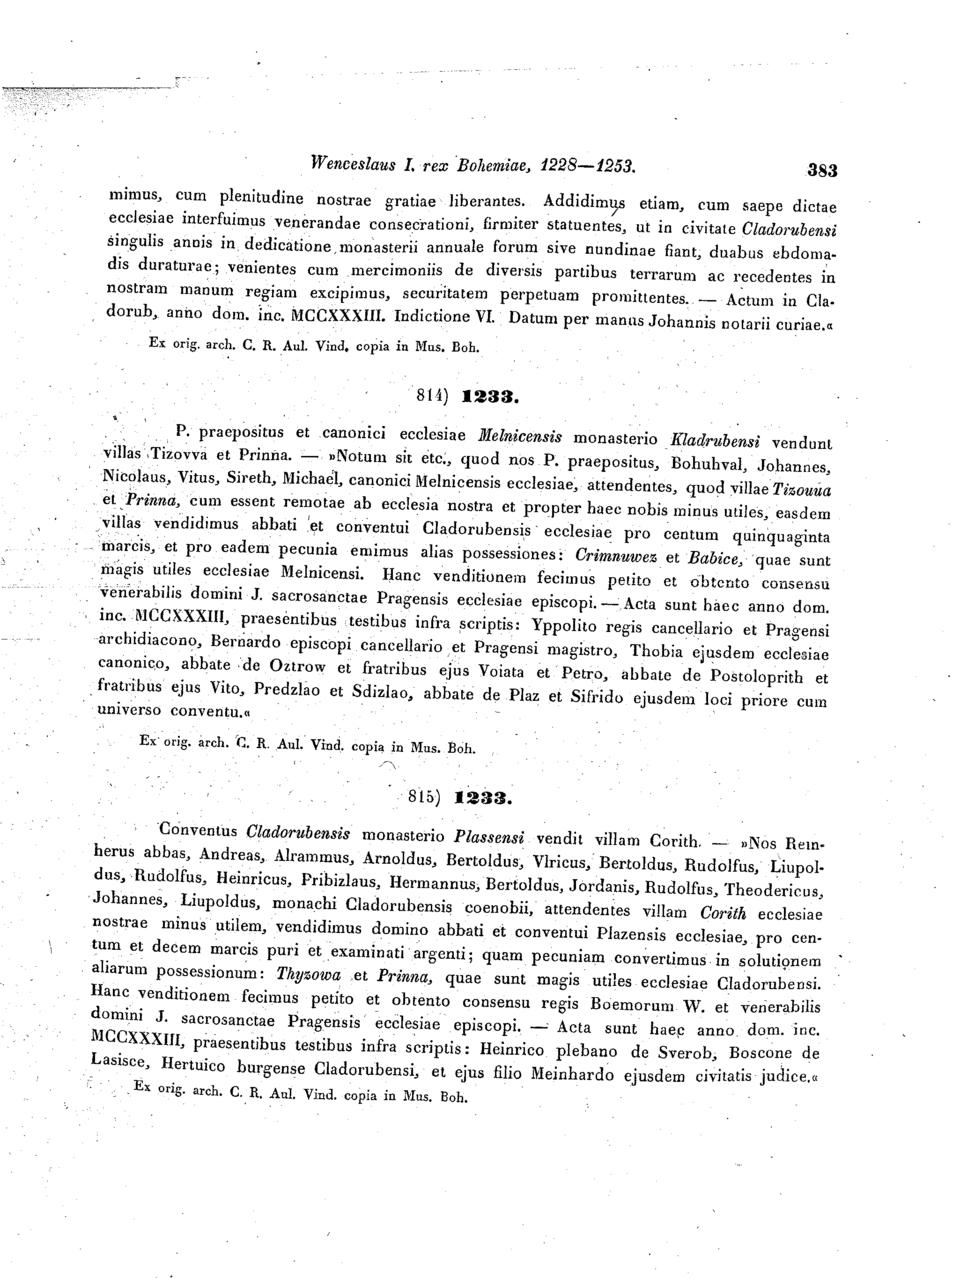 Wenceslaus I. rex Bohemiae, 1228—1253. 383
mimus, cum plenitudine nostrae gratiae liberantes. Addidimus etiam, cum saepe dictae
ecclesiae interfuimus venerandae consecrationi, firmiter statuentes, ut in civitate Cladorubensi
singulis annis in dedicatione monasterii annuale forum sive nundinae fiant, duabus ebdoma-
dis duraturae; venientes cum mercimoniis de diversis partibus terrarum ac recedentes in
nostram manum regiam excipimus, securitatem perpetuam promittentes. — Actum in Cla-
dorub, anno dom. inc. MCCXXXIII. Indictione VI. Datum per manus Johannis notarii curiae.«
Ex orig. arch. C. R. Aul. Vind. copia in Mus. Boh.
814) 1233.
P. praepositus et canonici ecclesiae Melnicensis monasterio Kladrubensi vendunt
villas Tizovva et Prinna. — »Notum sit etc., quod nos P. praepositus, Bohuhval, Johannes,
Nicolaus, Vitus, Sireth, Michael, canonici Melnicensis ecclesiae, attendentes, quod villae Tizouua
et Prinna, cum essent remotae ab ecclesia nostra et propter haec nobis minus utiles, easdem
villas vendidimus abbati et conventui Cladorubensis ecclesiae pro centum quinquaginta
marcis, et pro eadem pecunia emimus alias possessiones: Crimnuwez et Babice, quae sunt
magis utiles ecclesiae Melnicensi. Hanc venditionem fecimus petito et obtento consensu
venerabilis domini J. sacrosanctae Pragensis ecclesiae episcopi. — Acta sunt haec anno dom.
inc. MCCXXXIII, praesentibus testibus infra scriptis: Yppolito regis cancellario et Pragensi
archidiacono, Bernardo episcopi cancellario et Pragensi magistro, Thobia ejusdem ecclesiae
canonico, abbate de Oztrow et fratribus ejus Voiata et Petro, abbate de Postoloprith et
fratribus ejus Vito, Predzlao et Sdizlao, abbate de Plaz et Sifrido ejusdem loci priore cum
universo conventu.«
Ex orig. arch. C. R. Aul. Vind. copia in Mus. Boh.
815) 1233.
Conventus Cladorubensis monasterio Plassensi vendit villam Corith. — »Nos Rein-
herus abbas, Andreas, Alrammus, Arnoldus, Bertoldus, Vlricus, Bertoldus, Rudolfus, Liupol-
dus, Rudolfus, Heinricus, Pribizlaus, Hermannus, Bertoldus, Jordanis, Rudolfus, Theodericus,
Johannes, Liupoldus, monachi Cladorubensis coenobii, attendentes villam Corith ecclesiae
nostrae minus utilem, vendidimus domino abbati et conventui Plazensis ecclesiae, pro cen-
tum et decem marcis puri et examinati argenti; quam pecuniam convertimus in solutionem
aliarum possessionum: Thyzowa et Prinna, quae sunt magis utiles ecclesiae Cladorubensi.
Hanc venditionem fecimus petito et obtento consensu regis Boemorum W. et venerabilis
domini J. sacrosanctae Pragensis ecclesiae episcopi. — Acta sunt haec anno dom. inc.
MCCXXXIII, praesentibus testibus infra scriptis: Heinrico plebano de Sverob, Boscone de
Lasisce, Hertuico burgense Cladorubensi, et ejus filio Meinhardo ejusdem civitatis judice.«
Ex orig. arch. C. R. Aul. Vind. copia in Mus. Boh.